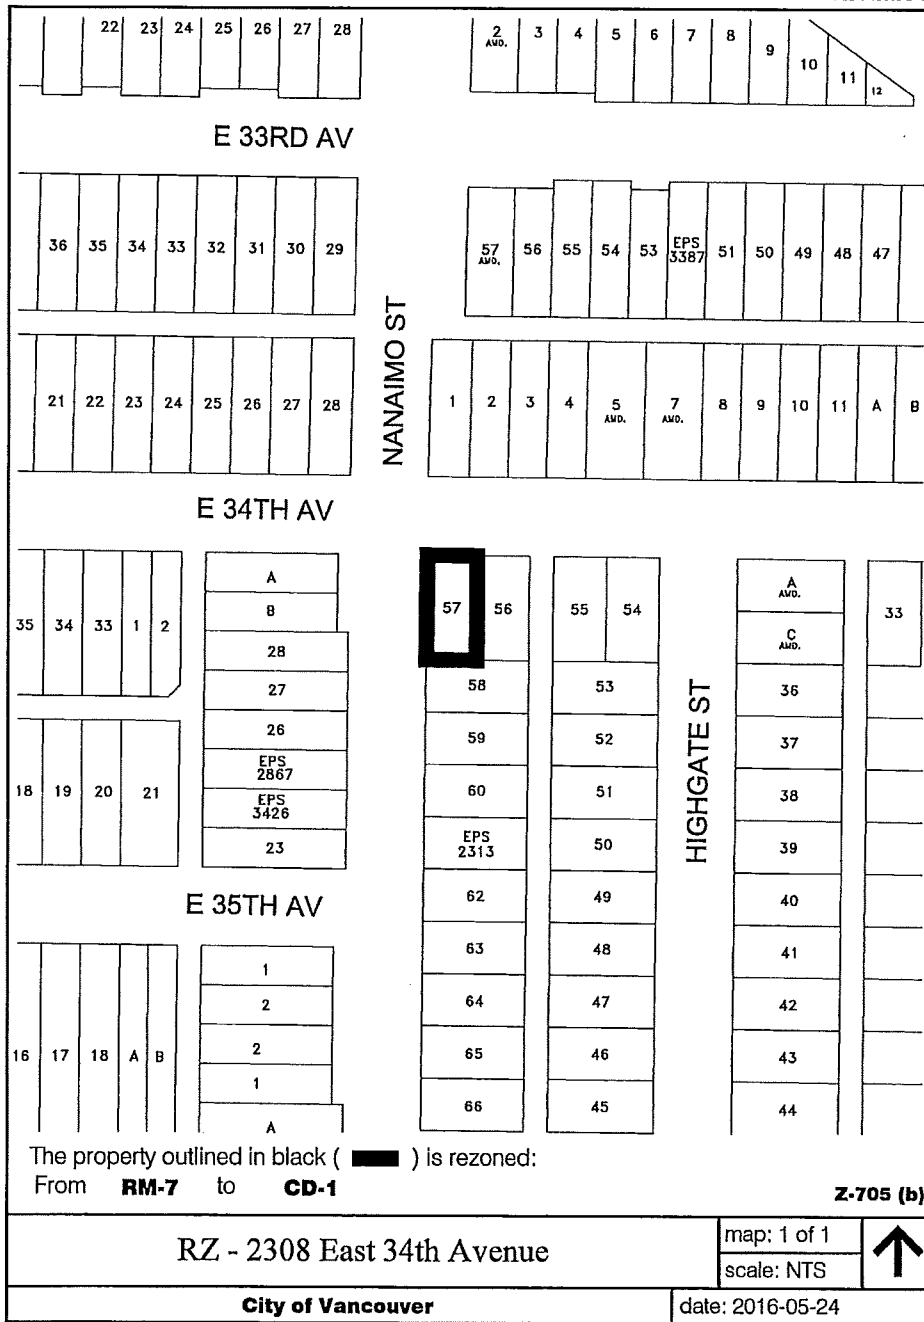 22 23 24 25 26 27 28 2 AMD. 3 4 5 6 7 8 9 10 11 12
E 33RD AV
36 35 34 33 32 31 30 29 57 AMD. 56 55 54 53 EPS 3387 51 50 49 48 47
NANAIMO ST
21 22 23 24 25 26 27 28 1 2 3 4 5 AMD. 7 AMD. 8 9 10 11 A B
E 34TH AV
35 34 33 1 2
A
B
28
27
26
EPS
2867
EPS
3426
23
18 19 20 21
57 56 55 54
58 53
59 52
60 51
EPS
2313
50
62 49
63 48
64 47
65 46
66 45
HIGHGATE ST
A
AMD.
C
AMD.
33
36
37
38
39
40
41
42
43
44
E 35TH AV
16 17 18 A B
1
2
2
1
A
The property outlined in black ( ) is rezoned:
From RM-7 to CD-1
Z-705 (b)
RZ - 2308 East 34th Avenue
map: 1 of 1
scale: NTS
City of Vancouver
date: 2016-05-24